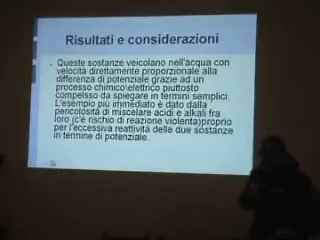 Risultati e considerazioni
Queste sostanze veicolano nell'acqua con
velocità direttamente proporzionale alla
differenza di potenziale grazie ad un
processo chimico\elettrico piuttosto
compelsso da spiegare in termini semplici.
L'esempio più immediato è dato dalla
pericolosità di miscelare acidi e alkali fra
loro (c'è rischio di reazione violenta)proprio
per l'eccessiva reattività delle due sostanze
in termine di potenziale.